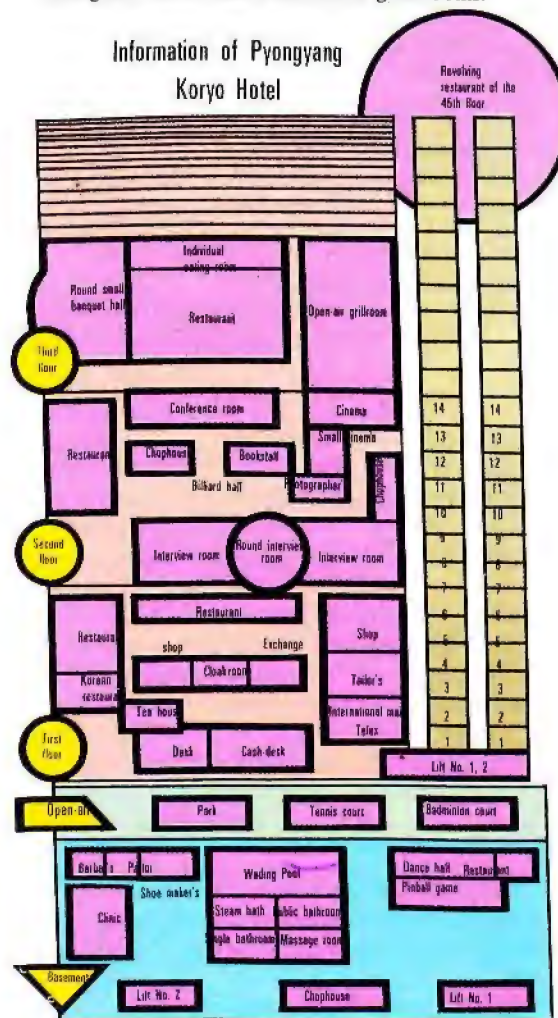 Information of Pyongyang
Koryo Hotel
Revolving
restaurant of the
45th floor
Individual
eating room
Round small
banquet hall
Restaurant
Open-air grillroom
Third
floor
Conference room
Cinema
Restaurant
Chophouse
Bookstall
Small cinema
Photographer
Chophouse
Billiard hall
Second
floor
Interview room
Round interview
room
Interview room
Restaurant
Restaurant
shop
Exchange
Shop
Cloakroom
Korean
restaurant
Tailor's
Tea house
International mail
Telex
First
floor
Desk
Cash-desk
14 14
13 13
12 12
11 11
10 10
9 9
8 8
7 7
6 6
5 5
4 4
3 3
2 2
1 1
Lift No. 1, 2
Open-air
Park
Tennis court
Badminton court
Barber's Parlor
Shoe maker's
Wading Pool
Dance hall Restaurant
Pinball game
Clinic
Steam bath
Public bathroom
Single bathroom
Massage room
Basement
Lift No. 2
Chophouse
Lift No. 1